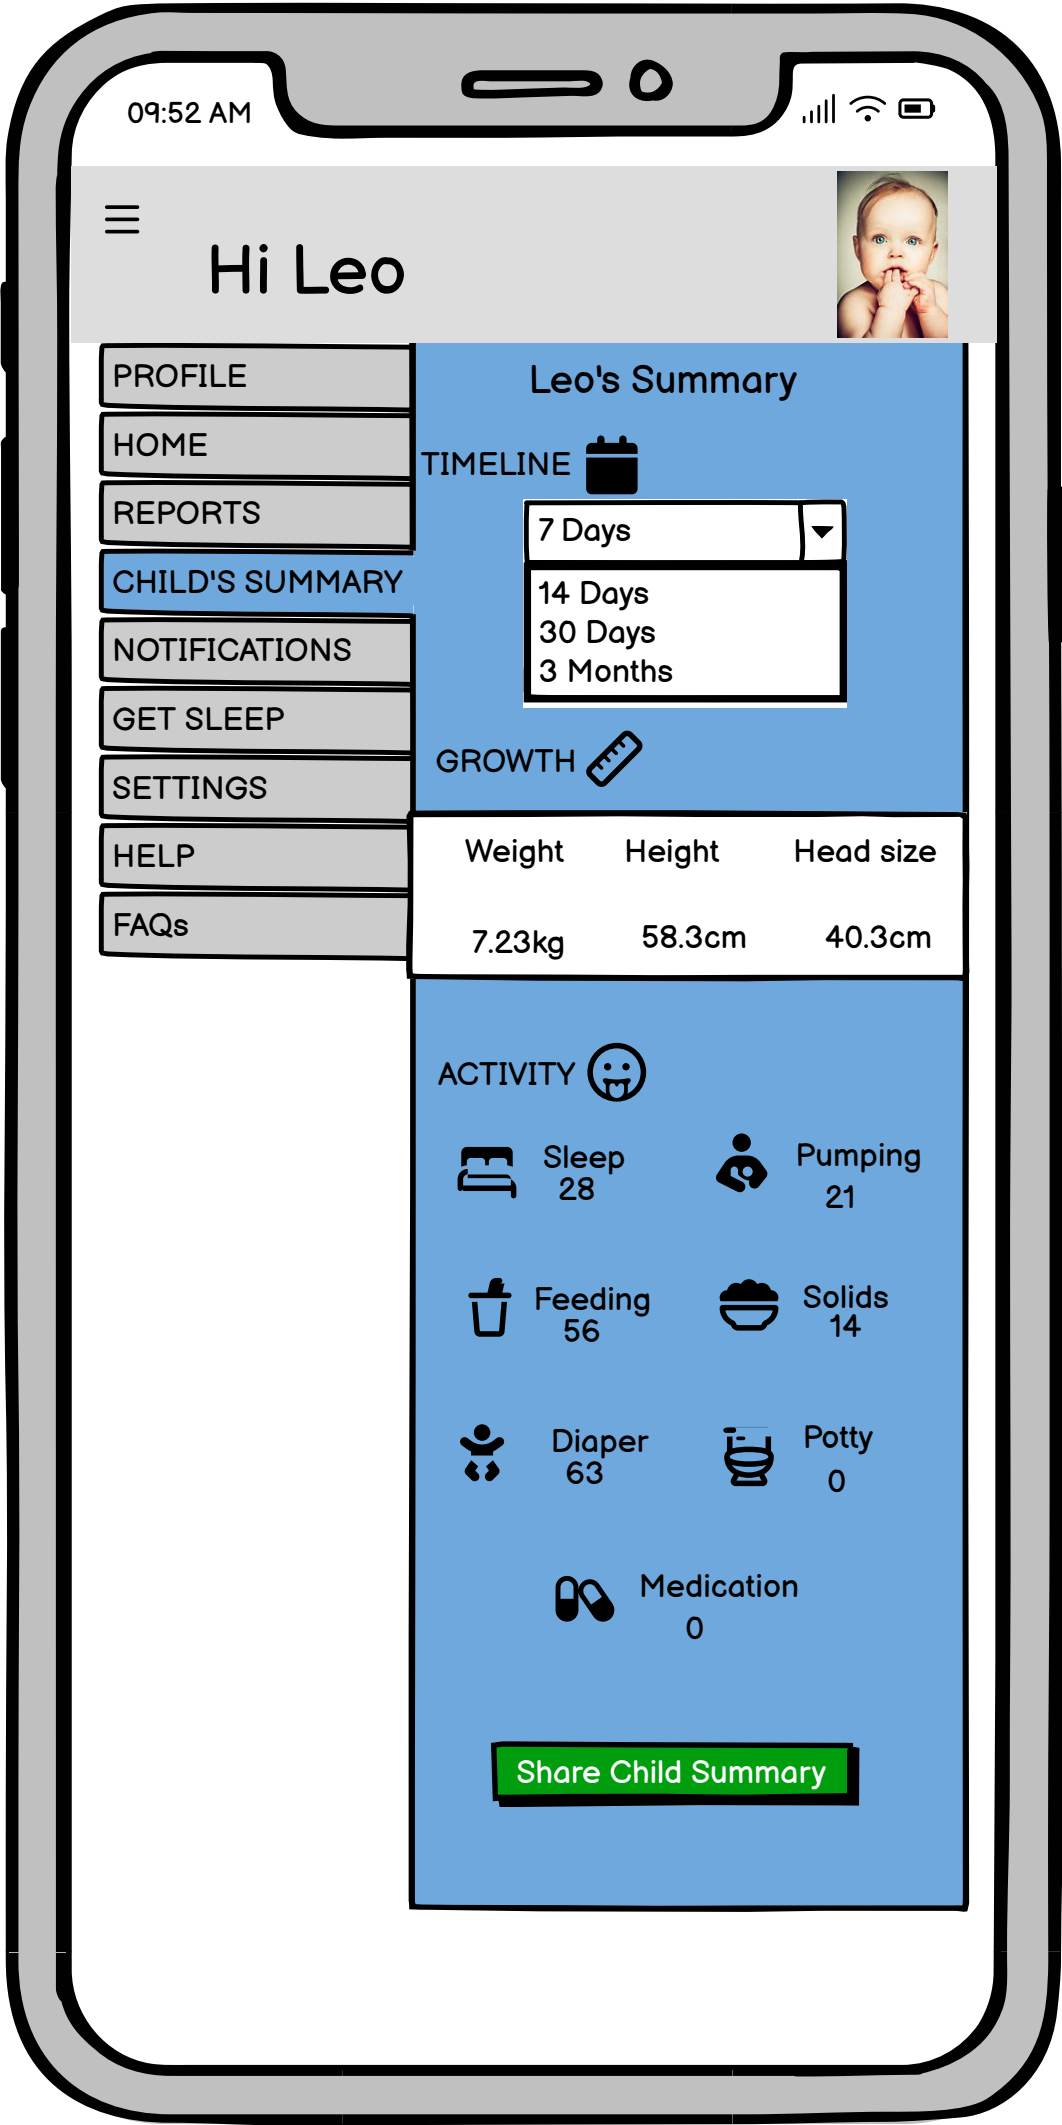 09:52 AM
Hi Leo
PROFILE
HOME
REPORTS
CHILD'S SUMMARY
NOTIFICATIONS
GET SLEEP
SETTINGS
HELP
FAQs
Leo's Summary
TIMELINE
7 Days
14 Days
30 Days
3 Months
GROWTH
Weight Height Head size
7.23kg 58.3cm 40.3cm
ACTIVITY
Sleep
28
Pumping
21
Feeding
56
Solids
14
Diaper
63
Potty
0
Medication
0
Share Child Summary